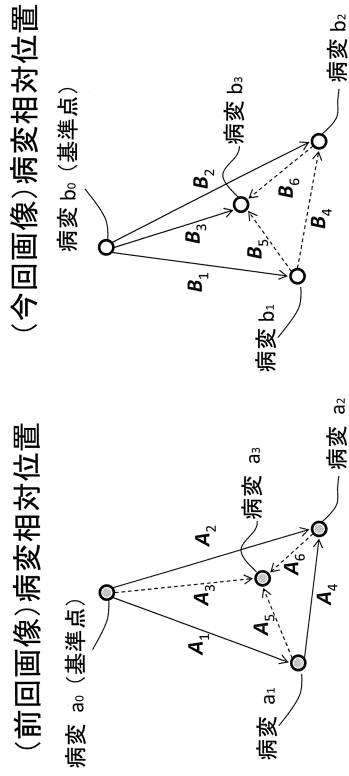 (前回画像)病変相対位置
病変 a0 (基準点)
A1
A2
A3
病変 a3
A5
A6
A4
病変 a1
病変 a2
(今回画像)病変相対位置
病変 b0 (基準点)
B1
B3
B2
病変 b3
B5
B6
B4
病変 b1
病変 b2